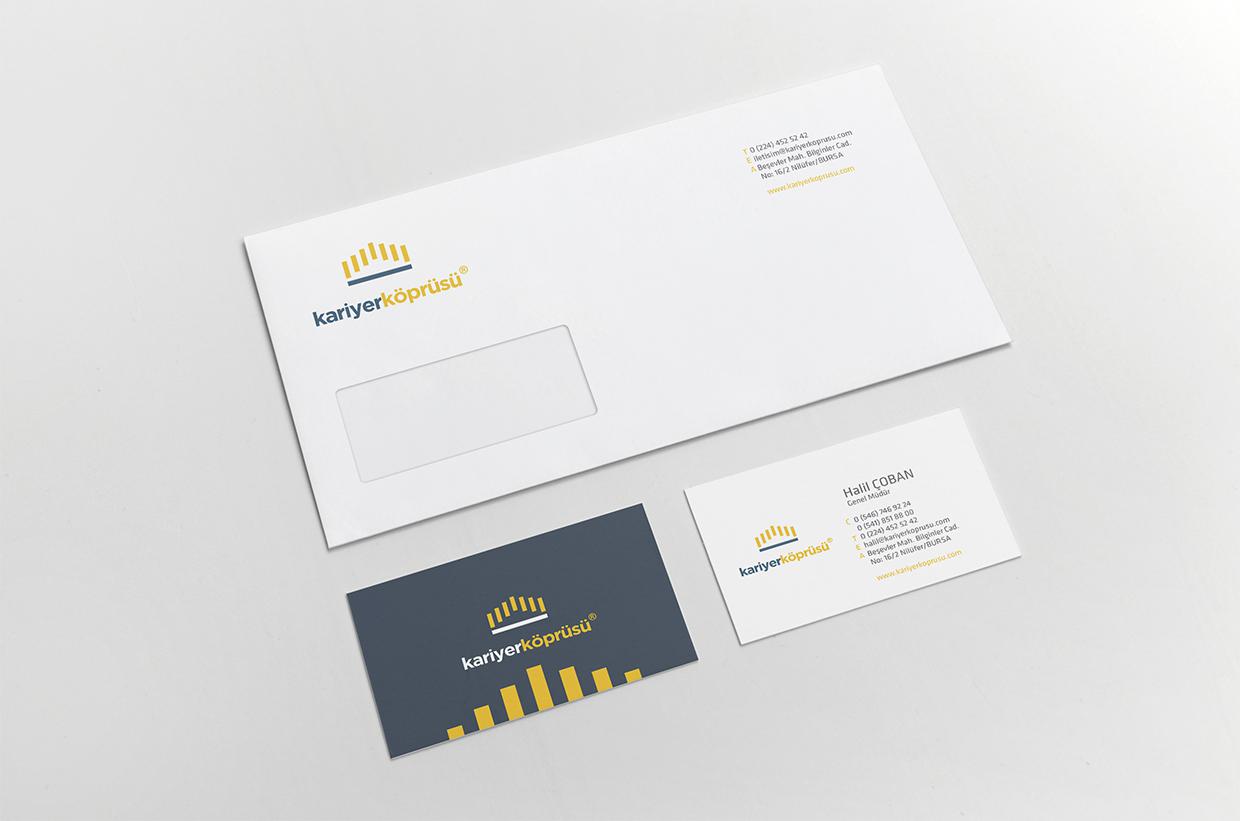 T 0 (224) 452 52 42
E iletisim@kariyerkoprusu.com
A Beşevler Mah. Bilginler Cad.
No: 16/2 Nilüfer/BURSA
www.kariyerkoprusu.com
kariyerköprüsü®
Halil ÇOBAN
Genel Müdür
C 0 (546) 746 92 24
0 (541) 851 88 00
T 0 (224) 452 52 42
E halil@kariyerkoprusu.com
A Beşevler Mah. Bilginler Cad.
No: 16/2 Nilüfer/BURSA
www.kariyerkoprusu.com
kariyerköprüsü®
kariyerköprüsü®